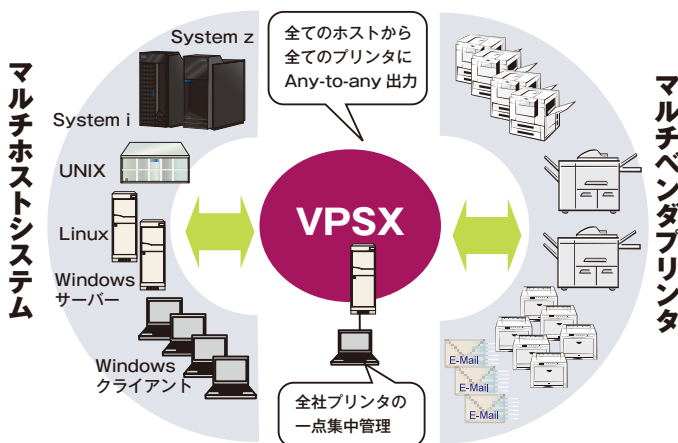 マルチホストシステム
System z
System i
UNIX
Linux
Windows
サーバー
Windows
クライアント
全てのホストから
全てのプリンタに
Any-to-any 出力
VPSX
全社プリンタの
一点集中管理
マルチベンダプリンタ
E-Mail
E-Mail
E-Mail